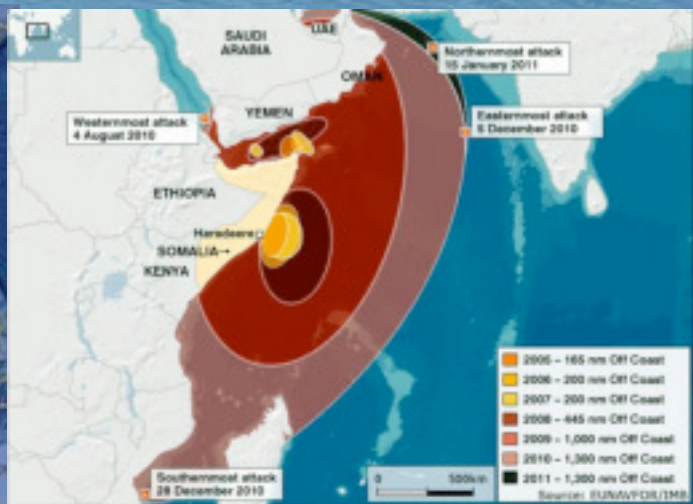 SAUDI
ARABIA
UAE
OMAN
Northernmost attack
15 January 2011
YEMEN
Westernmost attack
4 August 2010
Easternmost attack
5 December 2010
ETHIOPIA
Haradeere
SOMALIA→
KENYA
2005 – 165 nm Off Coast
2006 – 200 nm Off Coast
2007 – 200 nm Off Coast
2008 – 445 nm Off Coast
2009 – 1,000 nm Off Coast
2010 – 1,300 nm Off Coast
2011 – 1,300 nm Off Coast
Southernmost attack
28 December 2010
0 500km
Source: EUNAVFOR/IMB